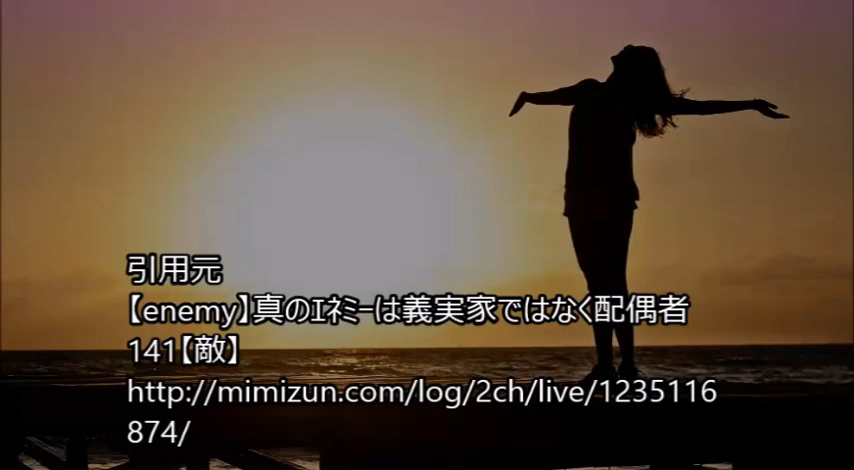 引用元
【enemy】真のｴﾈﾐｰは義実家ではなく配偶者
141【敵】
http://mimizun.com/log/2ch/live/1235116
874/